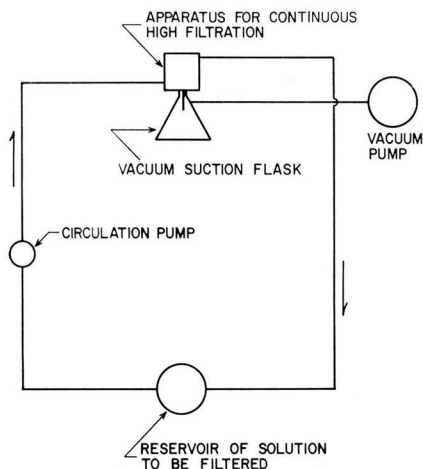 APPARATUS FOR CONTINUOUS
HIGH FILTRATION
VACUUM
PUMP
VACUUM SUCTION FLASK
CIRCULATION PUMP
RESERVOIR OF SOLUTION
TO BE FILTERED